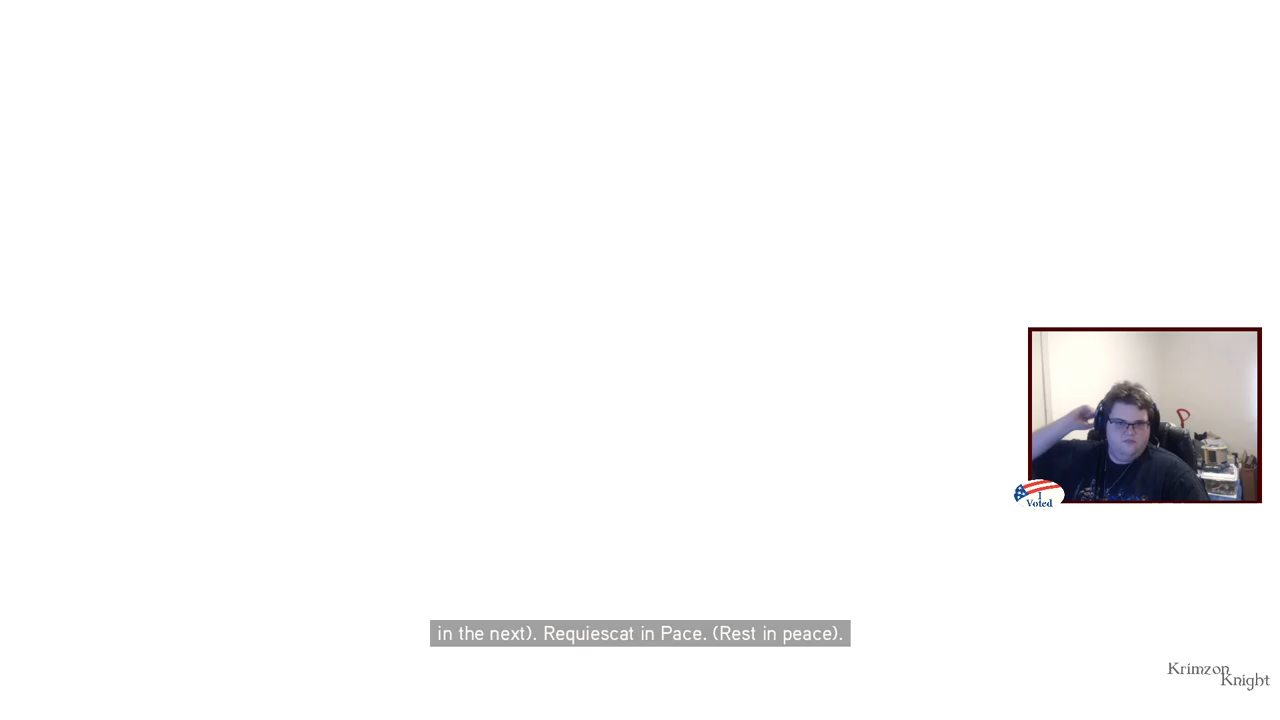 I
Voted
in the next). Requiescat in Pace. (Rest in peace).
Krimzon
Knight